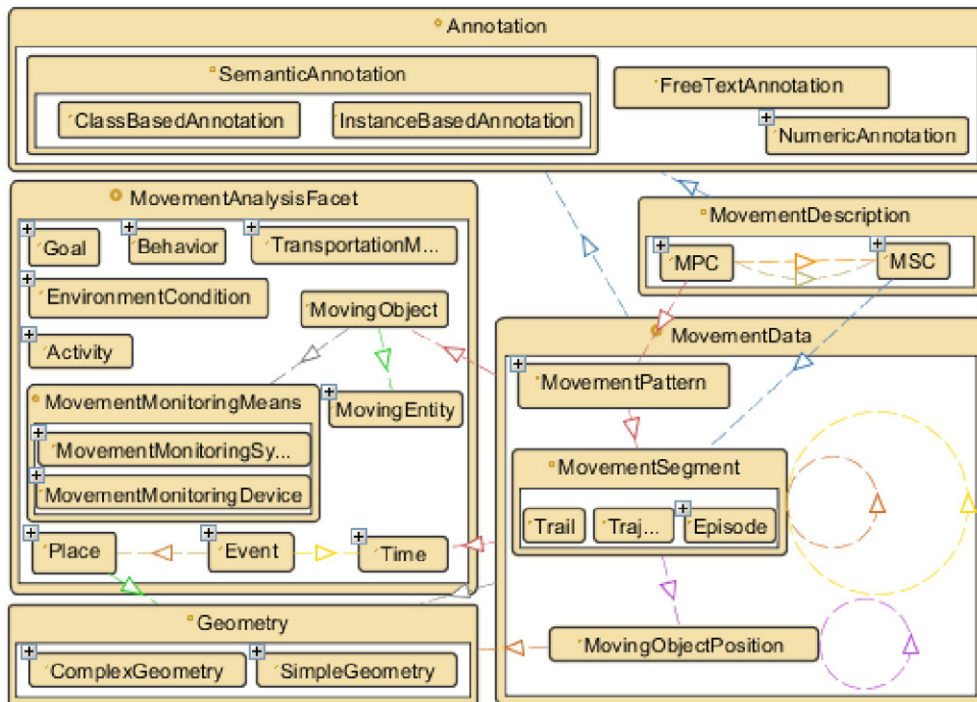 Annotation
SemanticAnnotation
ClassBasedAnnotation
InstanceBasedAnnotation
FreeTextAnnotation
NumericAnnotation
MovementAnalysisFacet
Goal
Behavior
TransportationM...
EnvironmentCondition
MovingObject
Activity
MovementMonitoringMeans
MovingEntity
MovementMonitoringSy...
MovementMonitoringDevice
Place
Event
Time
MovementDescription
MPC
MSC
MovementData
MovementPattern
MovementSegment
Trail
Traj...
Episode
MovingObjectPosition
Geometry
ComplexGeometry
SimpleGeometry